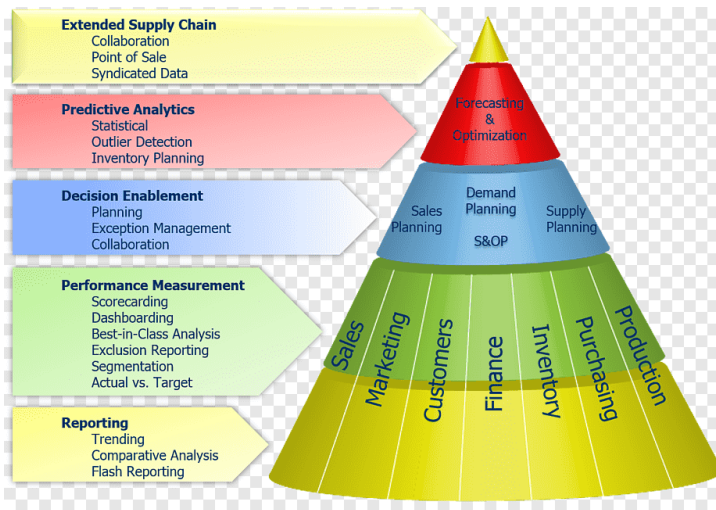 Extended Supply Chain
Collaboration
Point of Sale
Syndicated Data
Predictive Analytics
Statistical
Outlier Detection
Inventory Planning
Decision Enablement
Planning
Exception Management
Collaboration
Performance Measurement
Scorecarding
Dashboarding
Best-in-Class Analysis
Exclusion Reporting
Segmentation
Actual vs. Target
Reporting
Trending
Comparative Analysis
Flash Reporting
Forecasting
&
Optimization
Sales
Planning
Demand
Planning
S&OP
Supply
Planning
Sales
Marketing
Customers
Finance
Inventory
Purchasing
Production